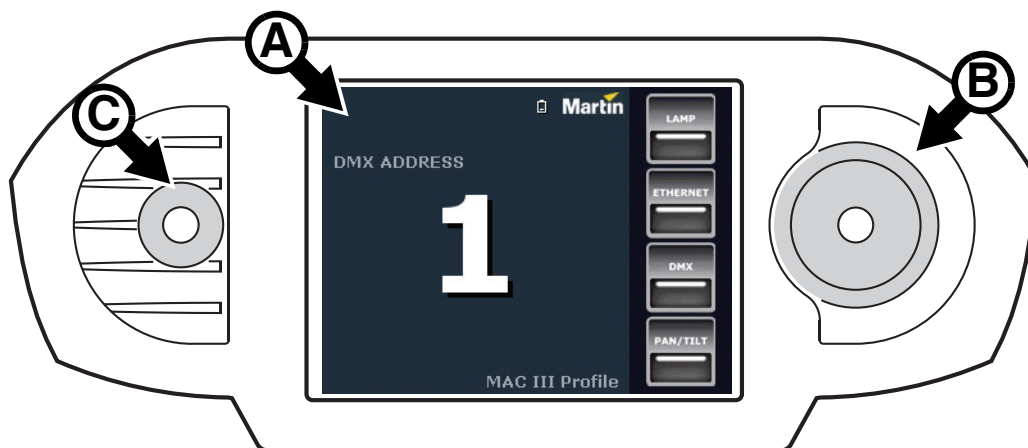 A
B
C
Martin
LAMP
DMX ADDRESS
ETHERNET
1
DMX
PAN/TILT
MAC III Profile